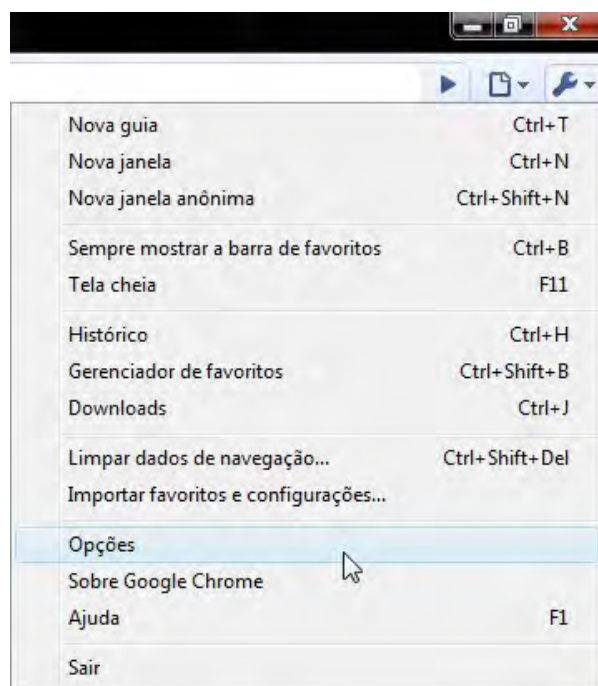 Nova guia Ctrl+T
Nova janela Ctrl+N
Nova janela anônima Ctrl+Shift+N
Sempre mostrar a barra de favoritos Ctrl+B
Tela cheia F11
Histórico Ctrl+H
Gerenciador de favoritos Ctrl+Shift+B
Downloads Ctrl+J
Limpar dados de navegação... Ctrl+Shift+Del
Importar favoritos e configurações...
Opções
Sobre Google Chrome
Ajuda F1
Sair